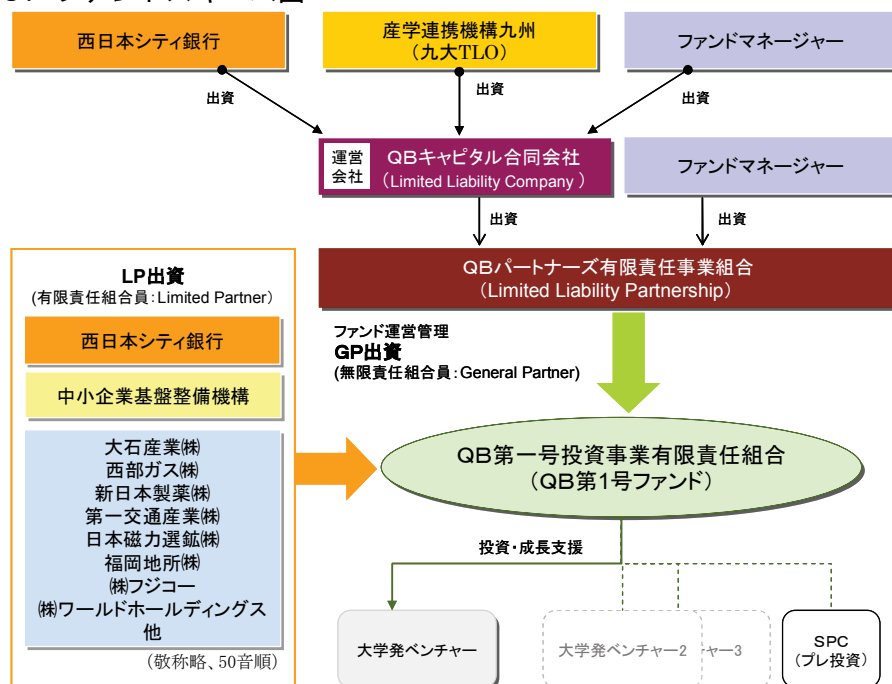 西日本シティ銀行
産学連携機構九州
（九大TLO）
ファンドマネージャー
出資
出資
出資
運営
会社
QBキャピタル合同会社
（Limited Liability Company ）
ファンドマネージャー
出資
出資
QBパートナーズ有限責任事業組合
（Limited Liability Partnership）
LP出資
(有限責任組合員：Limited Partner）
西日本シティ銀行
中小企業基盤整備機構
大石産業㈱
西部ガス㈱
新日本製薬㈱
第一交通産業㈱
日本磁力選鉱㈱
福岡地所㈱
㈱フジコー
㈱ワールドホールディングス
他
（敬称略、50音順）
ファンド運営管理
GP出資
(無限責任組合員：General Partner)
QB第一号投資事業有限責任組合
（QB第1号ファンド）
投資・成長支援
大学発ベンチャー
大学発ベンチャー2
チャー3
SPC
（プレ投資）